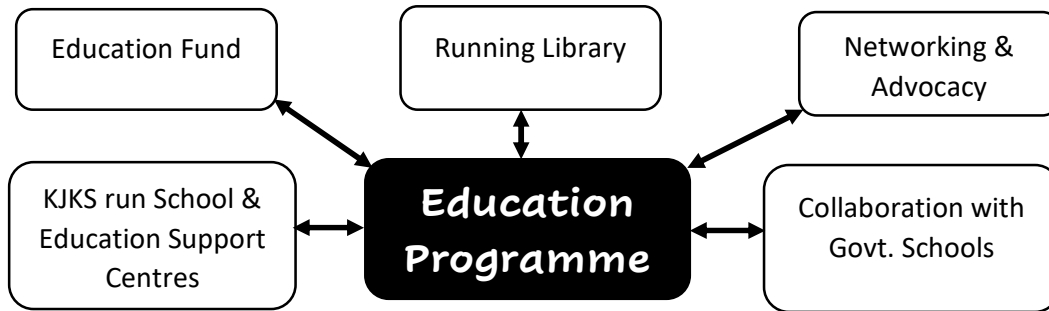 Education Fund
Running Library
Networking &
Advocacy
KJKS run School &
Education Support
Centres
Education
Programme
Collaboration with
Govt. Schools